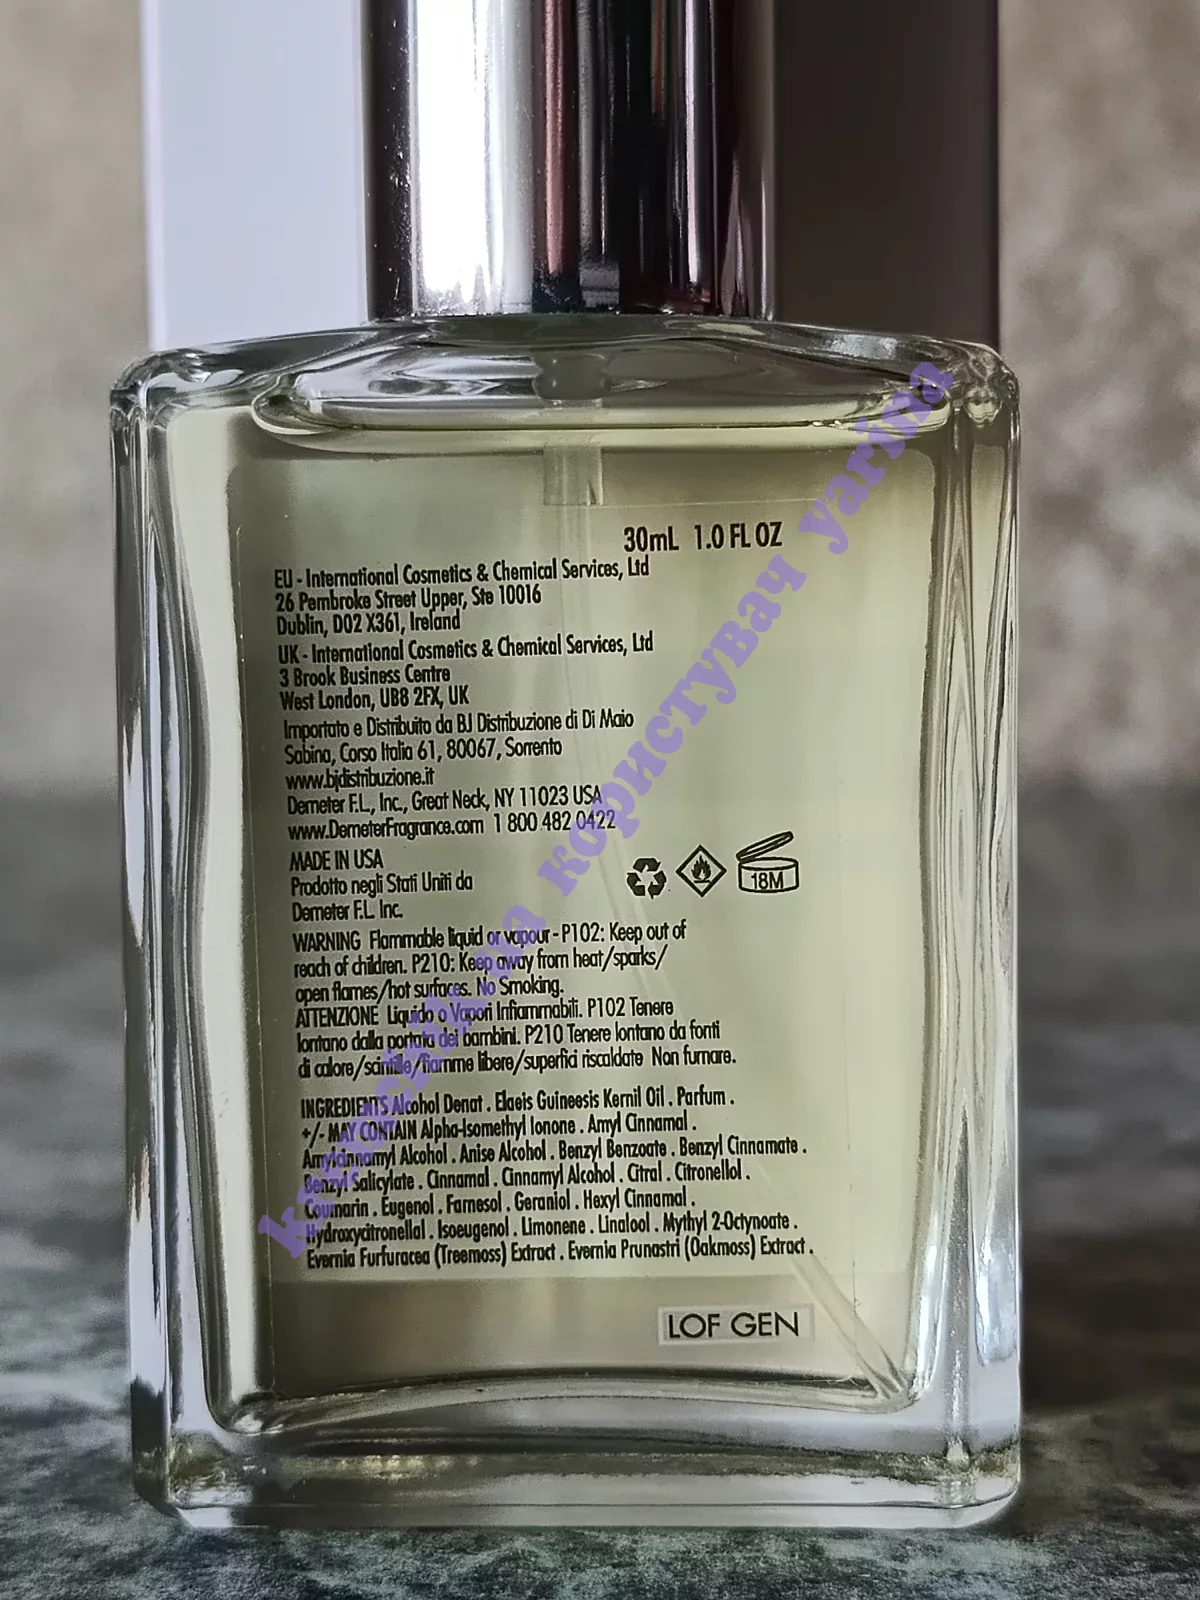 30mL 1.0 FL OZ
EU - International Cosmetics & Chemical Services, Ltd
26 Pembroke Street Upper, Ste 10016
Dublin, D02 X361, Ireland
UK - International Cosmetics & Chemical Services, Ltd
3 Brook Business Centre
West London, UB8 2FX, UK
Importato e Distribuito da BJ Distribuzione di Di Maio
Sabina, Corso Italia 61, 80067, Sorrento
www.bjdistribuzione.it
Demeter F.L., Inc., Great Neck, NY 11023 USA
www.DemeterFragrance.com 1 800 482 0422
MADE IN USA
Prodotto negli Stati Uniti da
Demeter F.L. Inc.
18M
WARNING Flammable liquid or vapour - P102: Keep out of
reach of children. P210: Keep away from heat/sparks/
open flames/hot surfaces. No Smoking.
ATTENZIONE Liquido o Vapori Infiammabili. P102 Tenere
lontano dalla portata dei bambini. P210 Tenere lontano da fonti
di calore/scintille/fiamme libere/superfici riscaldate Non fumare.
INGREDIENTS Alcohol Denat . Elaeis Guineesis Kernil Oil . Parfum .
+/- MAY CONTAIN Alpha-Isomethyl Ionone . Amyl Cinnamal .
Amylcinnamyl Alcohol . Anise Alcohol . Benzyl Benzoate . Benzyl Cinnamate .
Benzyl Salicylate . Cinnamal . Cinnamyl Alcohol . Citral . Citronellol .
Coumarin . Eugenol . Farnesol . Geraniol . Hexyl Cinnamal .
Hydroxycitronellal . Isoeugenol . Limonene . Linalool . Mythyl 2-Octynoate .
Evernia Furfuracea (Treemoss) Extract . Evernia Prunastri (Oakmoss) Extract .
LOF GEN
користувач yarina